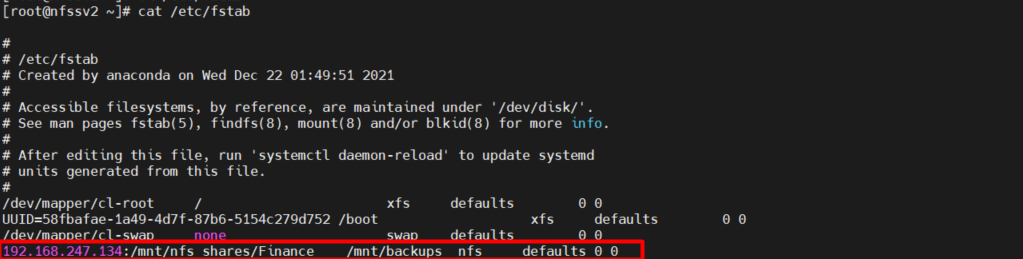 [root@nfssv2 ~]# cat /etc/fstab
#
# /etc/fstab
# Created by anaconda on Wed Dec 22 01:49:51 2021
#
# Accessible filesystems, by reference, are maintained under '/dev/disk/'.
# See man pages fstab(5), findfs(8), mount(8) and/or blkid(8) for more info.
#
# After editing this file, run 'systemctl daemon-reload' to update systemd
# units generated from this file.
#
/dev/mapper/cl-root / xfs defaults 0 0
UUID=58fbafae-1a49-4d7f-87b6-5154c279d752 /boot xfs defaults 0 0
/dev/mapper/cl-swap none swap defaults 0 0
192.168.247.134:/mnt/nfs_shares/Finance /mnt/backups nfs defaults 0 0